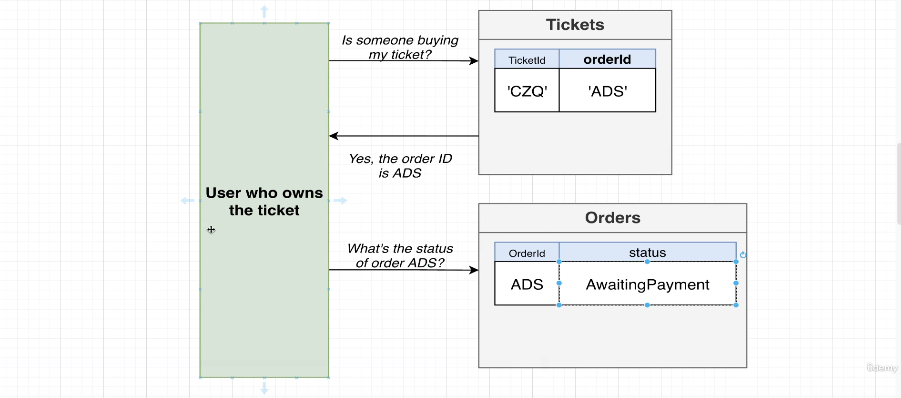 Tickets
Is someone buying
my ticket?
TicketId orderId
'CZQ' 'ADS'
Yes, the order ID
is ADS
User who owns
the ticket
Orders
What's the status
of order ADS?
OrderId status
ADS AwaitingPayment
Udemy